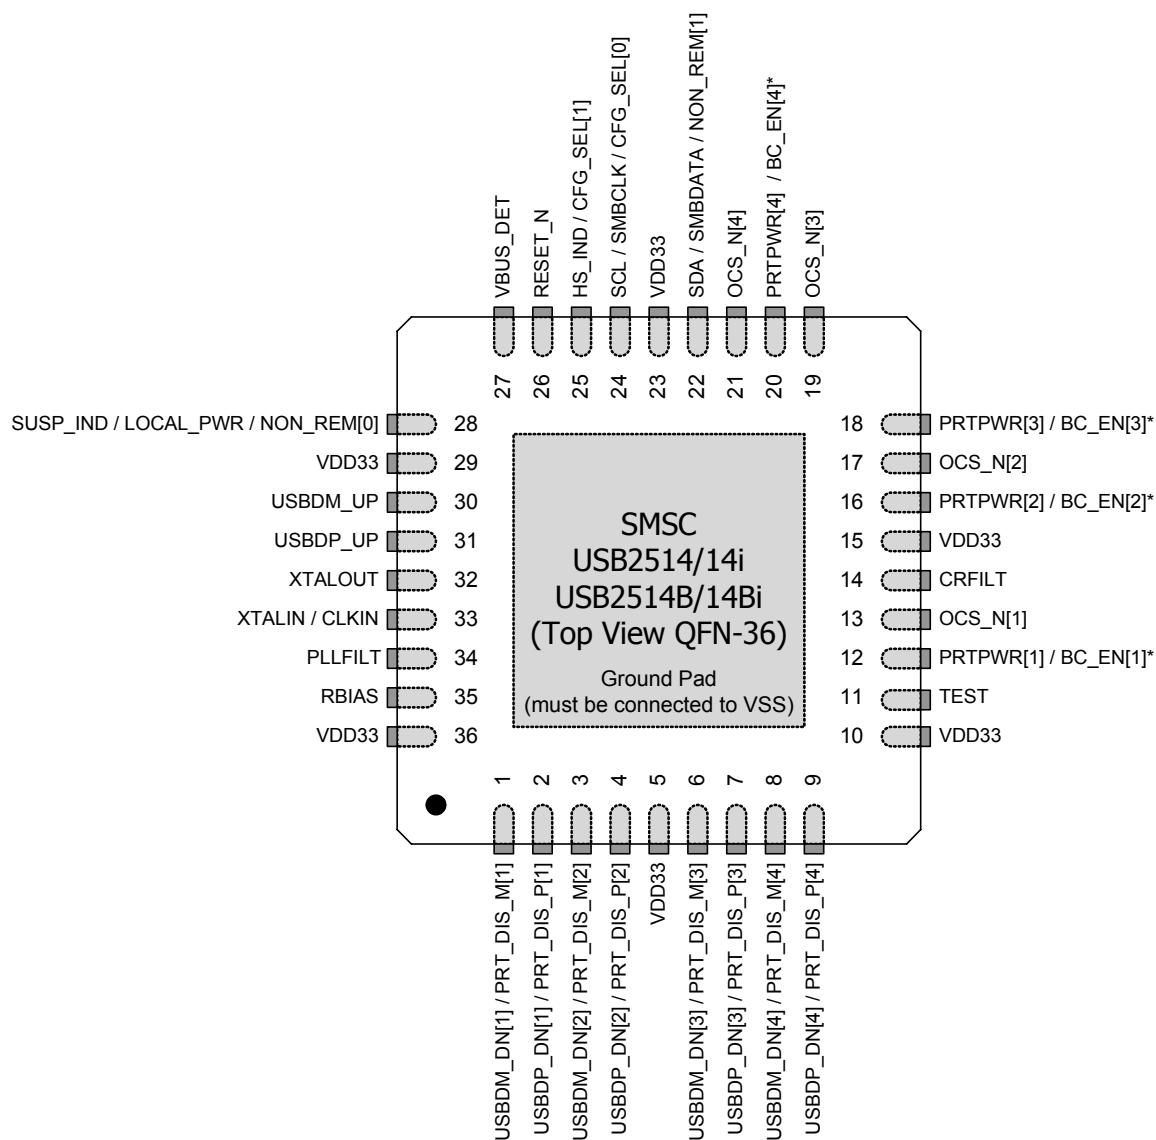 VBUS_DET
RESET_N
HS_IND / CFG_SEL[1]
SCL / SMBCLK / CFG_SEL[0]
VDD33
SDA / SMBDATA / NON_REM[1]
OCS_N[4]
PRTPWR[4] / BC_EN[4]*
OCS_N[3]
27
26
25
24
23
22
21
20
19
SUSP_IND / LOCAL_PWR / NON_REM[0] 28
VDD33 29
USBDM_UP 30
USBDP_UP 31
XTALOUT 32
XTALIN / CLKIN 33
PLLFILT 34
RBIAS 35
VDD33 36
SMSC
USB2514/14i
USB2514B/14Bi
(Top View QFN-36)
Ground Pad
(must be connected to VSS)
18 PRTPWR[3] / BC_EN[3]*
17 OCS_N[2]
16 PRTPWR[2] / BC_EN[2]*
15 VDD33
14 CRFILT
13 OCS_N[1]
12 PRTPWR[1] / BC_EN[1]*
11 TEST
10 VDD33
1
2
3
4
5
6
7
8
9
USBDM_DN[1] / PRT_DIS_M[1]
USBDP_DN[1] / PRT_DIS_P[1]
USBDM_DN[2] / PRT_DIS_M[2]
USBDP_DN[2] / PRT_DIS_P[2]
VDD33
USBDM_DN[3] / PRT_DIS_M[3]
USBDP_DN[3] / PRT_DIS_P[3]
USBDM_DN[4] / PRT_DIS_M[4]
USBDP_DN[4] / PRT_DIS_P[4]